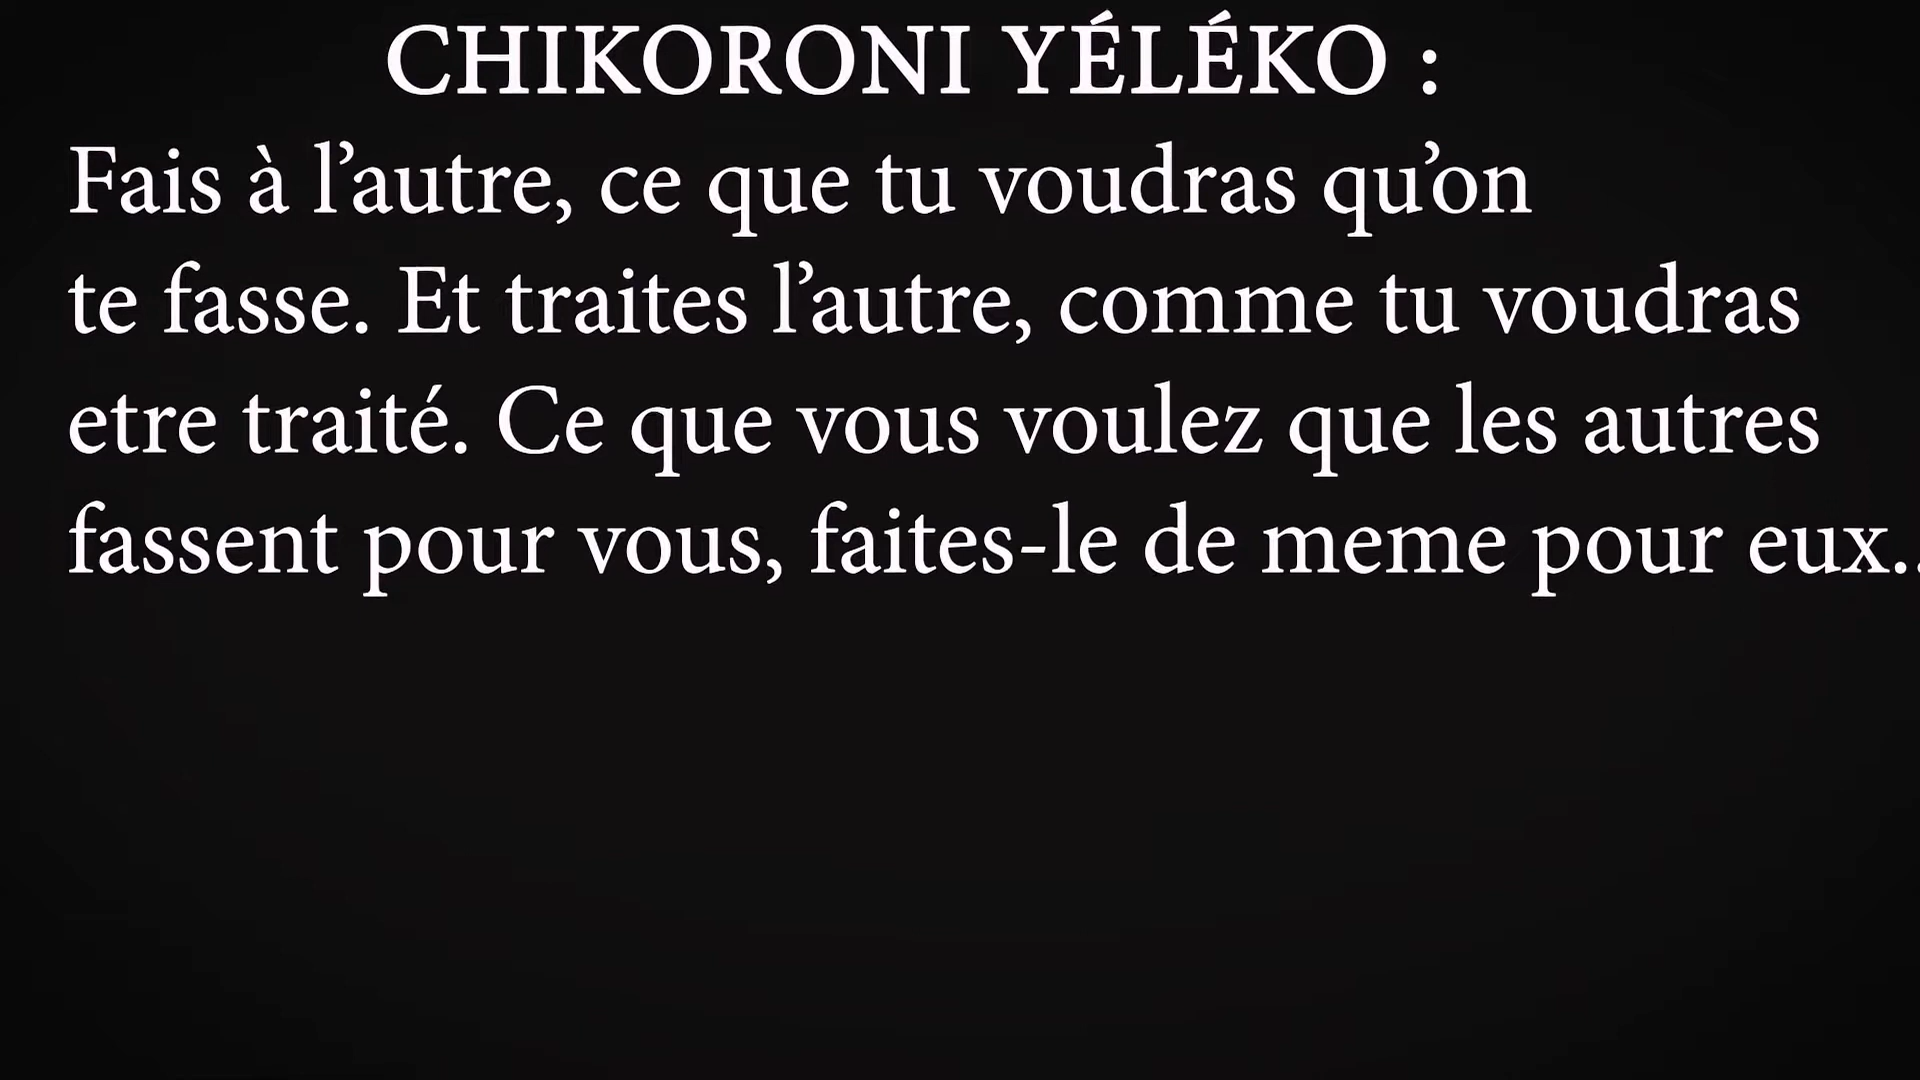 CHIKORONI YÉLÉKO :
Fais à l’autre, ce que tu voudras qu’on
te fasse. Et traites l’autre, comme tu voudras
etre traité. Ce que vous voulez que les autres
fassent pour vous, faites-le de meme pour eux..